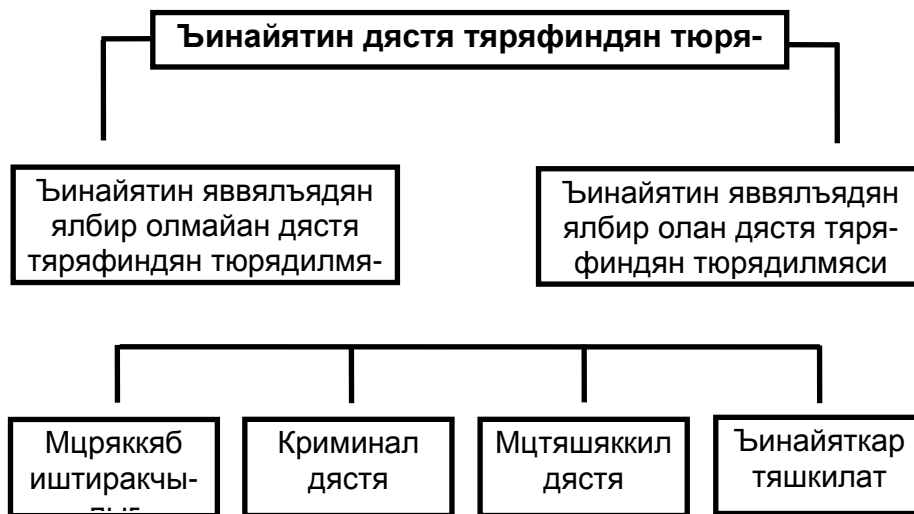 Ъинайятин дястя тяряфиндян тюря-
Ъинайятин яввялъядян
ялбир олмайан дястя
тяряфиндян тюрядилмя-
Ъинайятин яввялъядян
ялбир олан дястя тяря-
финдян тюрядилмяси
Мцряккяб
иштиракчы-
Криминал
дястя
Мцтяшяккил
дястя
Ъинайяткар
тяшкилат